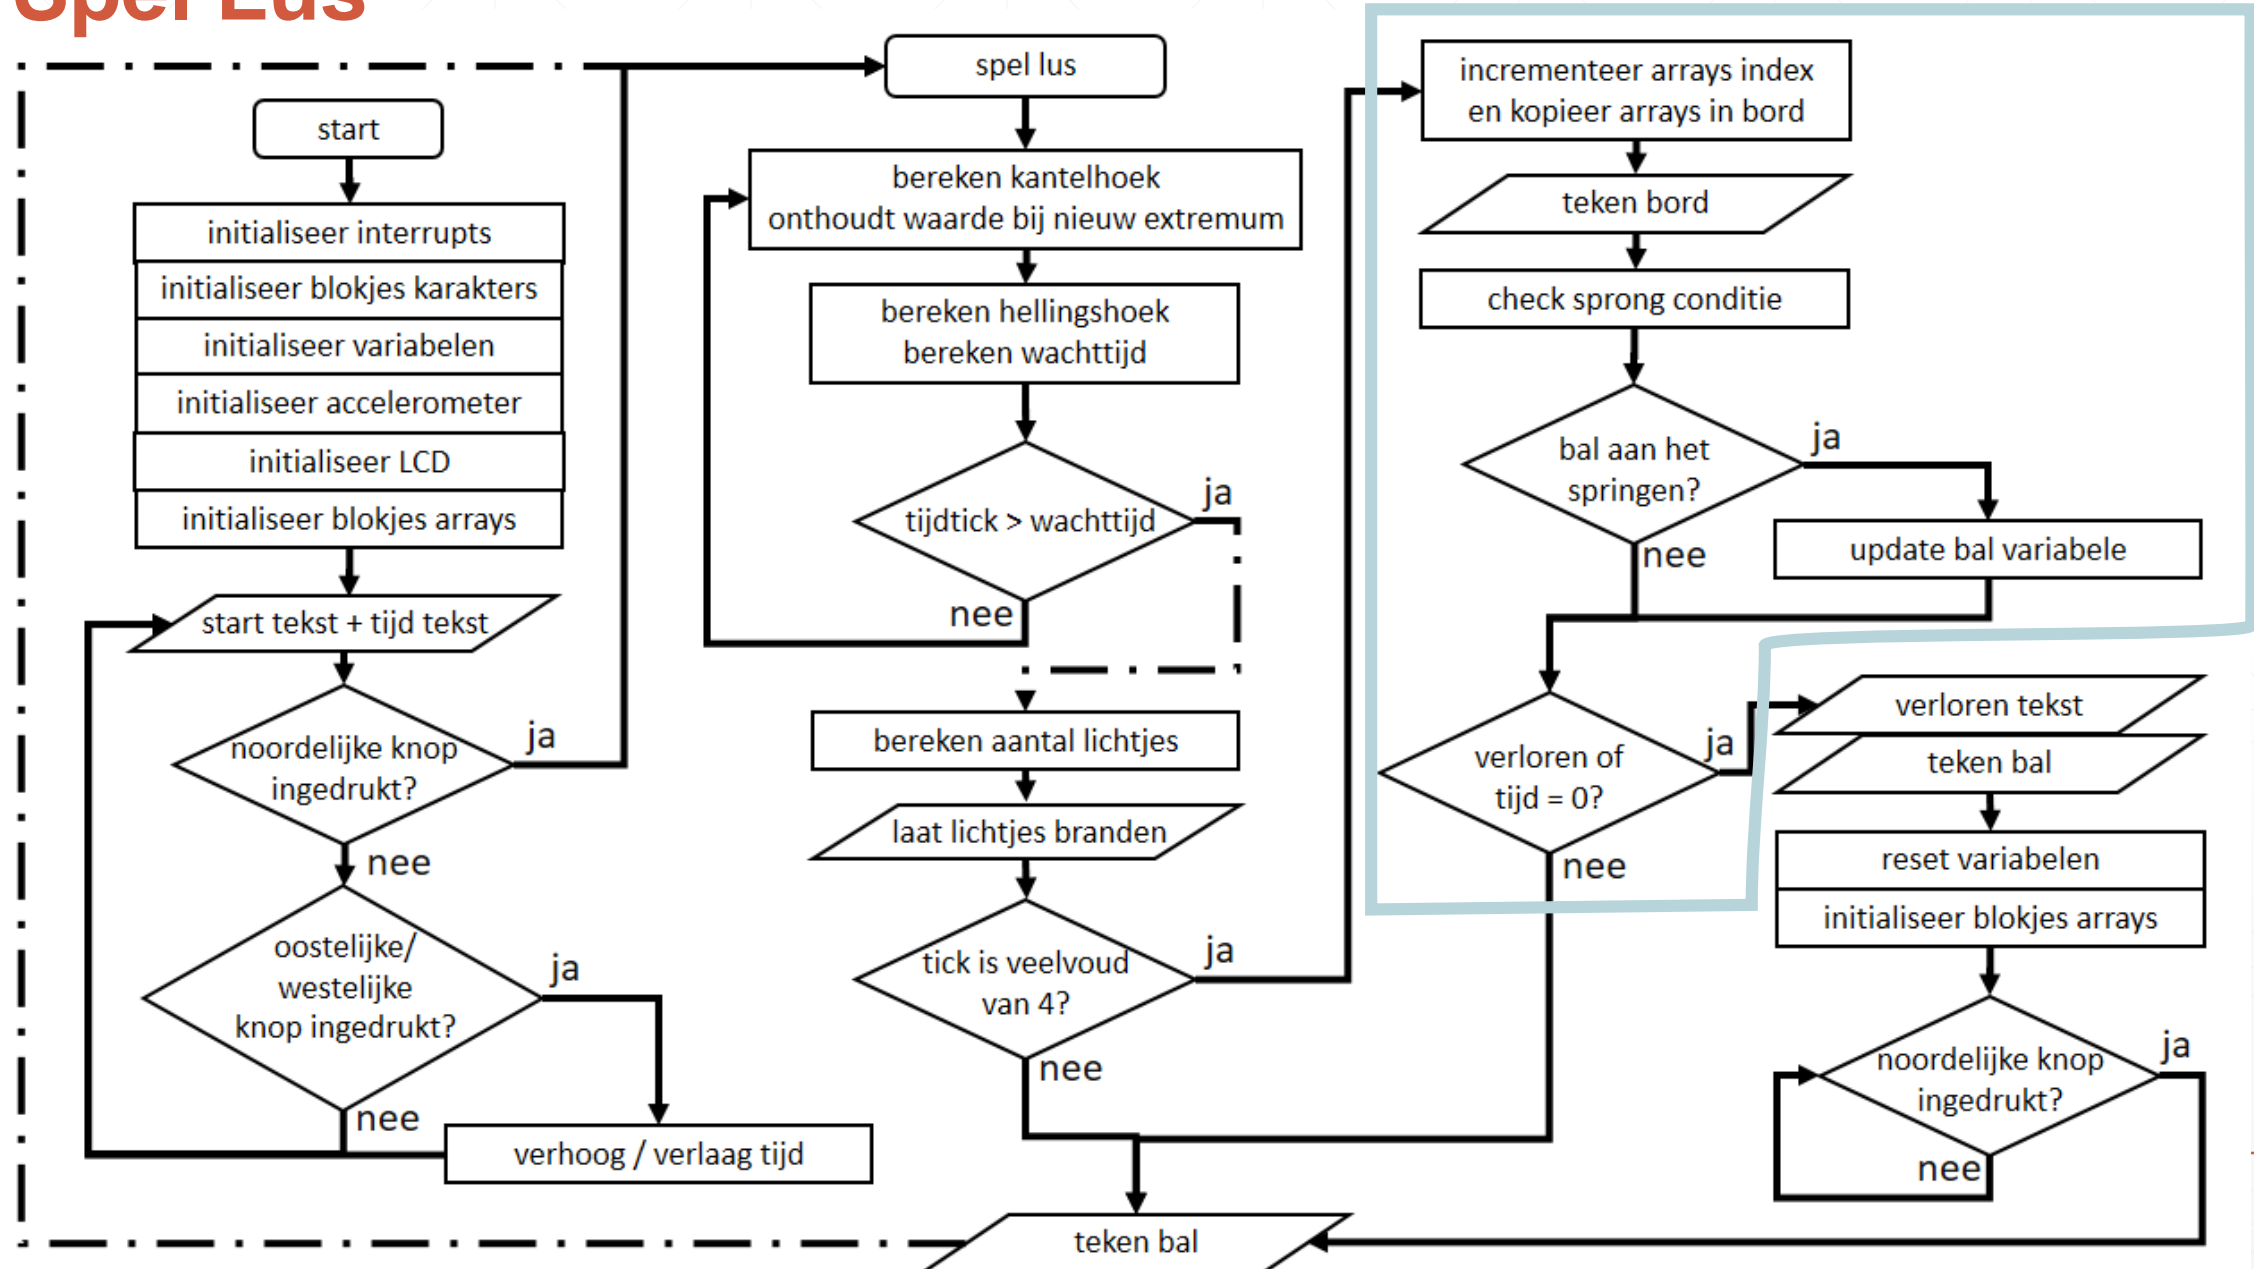 Spel Lus
start
initialiseer interrupts
initialiseer blokjes karakters
initialiseer variabelen
initialiseer accelerometer
initialiseer LCD
initialiseer blokjes arrays
start tekst + tijd tekst
noordelijke knop
ingedrukt?
ja
nee
oostelijke/
westelijke
knop ingedrukt?
ja
nee
verhoog / verlaag tijd
spel lus
bereken kantelhoek
onthoudt waarde bij nieuw extremum
bereken hellingshoek
bereken wachttijd
tijdtick > wachttijd
ja
nee
bereken aantal lichtjes
laat lichtjes branden
tick is veelvoud
van 4?
ja
nee
teken bal
incrementeer arrays index
en kopieer arrays in bord
teken bord
check sprong conditie
bal aan het
springen?
ja
nee
update bal variabele
verloren of
tijd = 0?
ja
nee
verloren tekst
teken bal
reset variabelen
initialiseer blokjes arrays
noordelijke knop
ingedrukt?
ja
nee